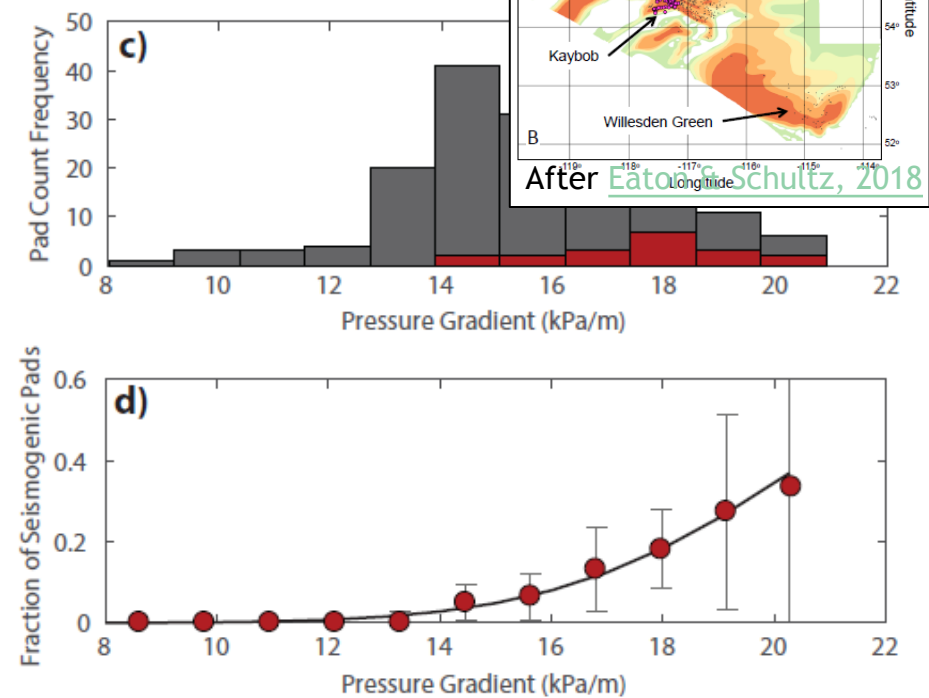 c)
50
40
30
20
10
0
Pad Count Frequency
8 10 12 14 16 18 20 22
Pressure Gradient (kPa/m)
54°
53°
52°
Kaybob
Willesden Green
B
-119° -118° -117° -116° -115° -114°
Longitude
After Eaton & Schultz, 2018
d)
0.6
0.4
0.2
0
Fraction of Seismogenic Pads
8 10 12 14 16 18 20 22
Pressure Gradient (kPa/m)